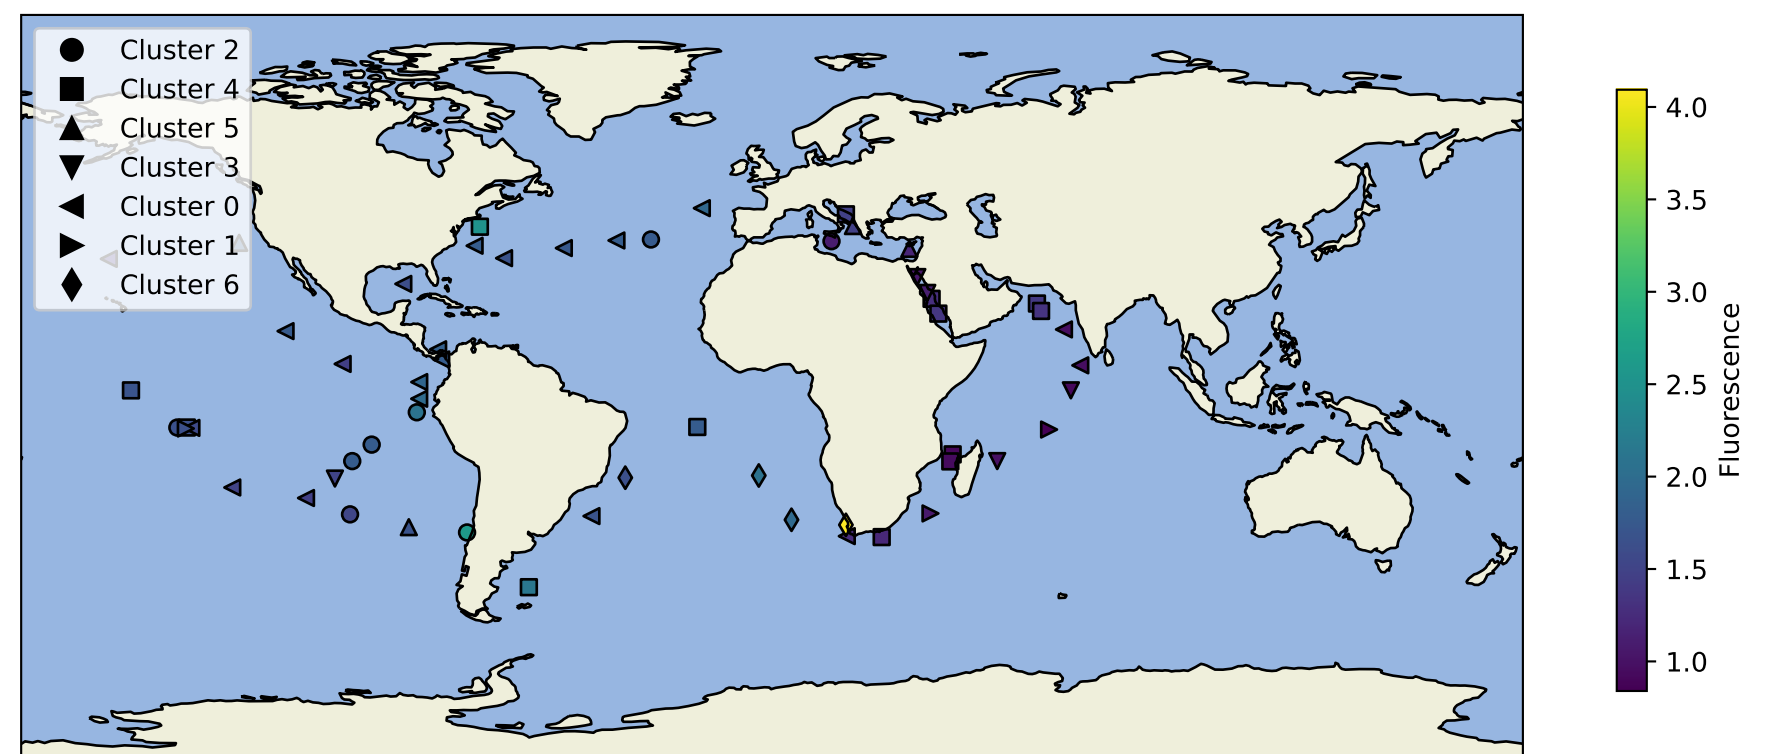 Cluster 2
Cluster 4
Cluster 5
Cluster 3
Cluster 0
Cluster 1
Cluster 6
4.0
3.5
3.0
2.5
2.0
1.5
1.0
Fluorescence